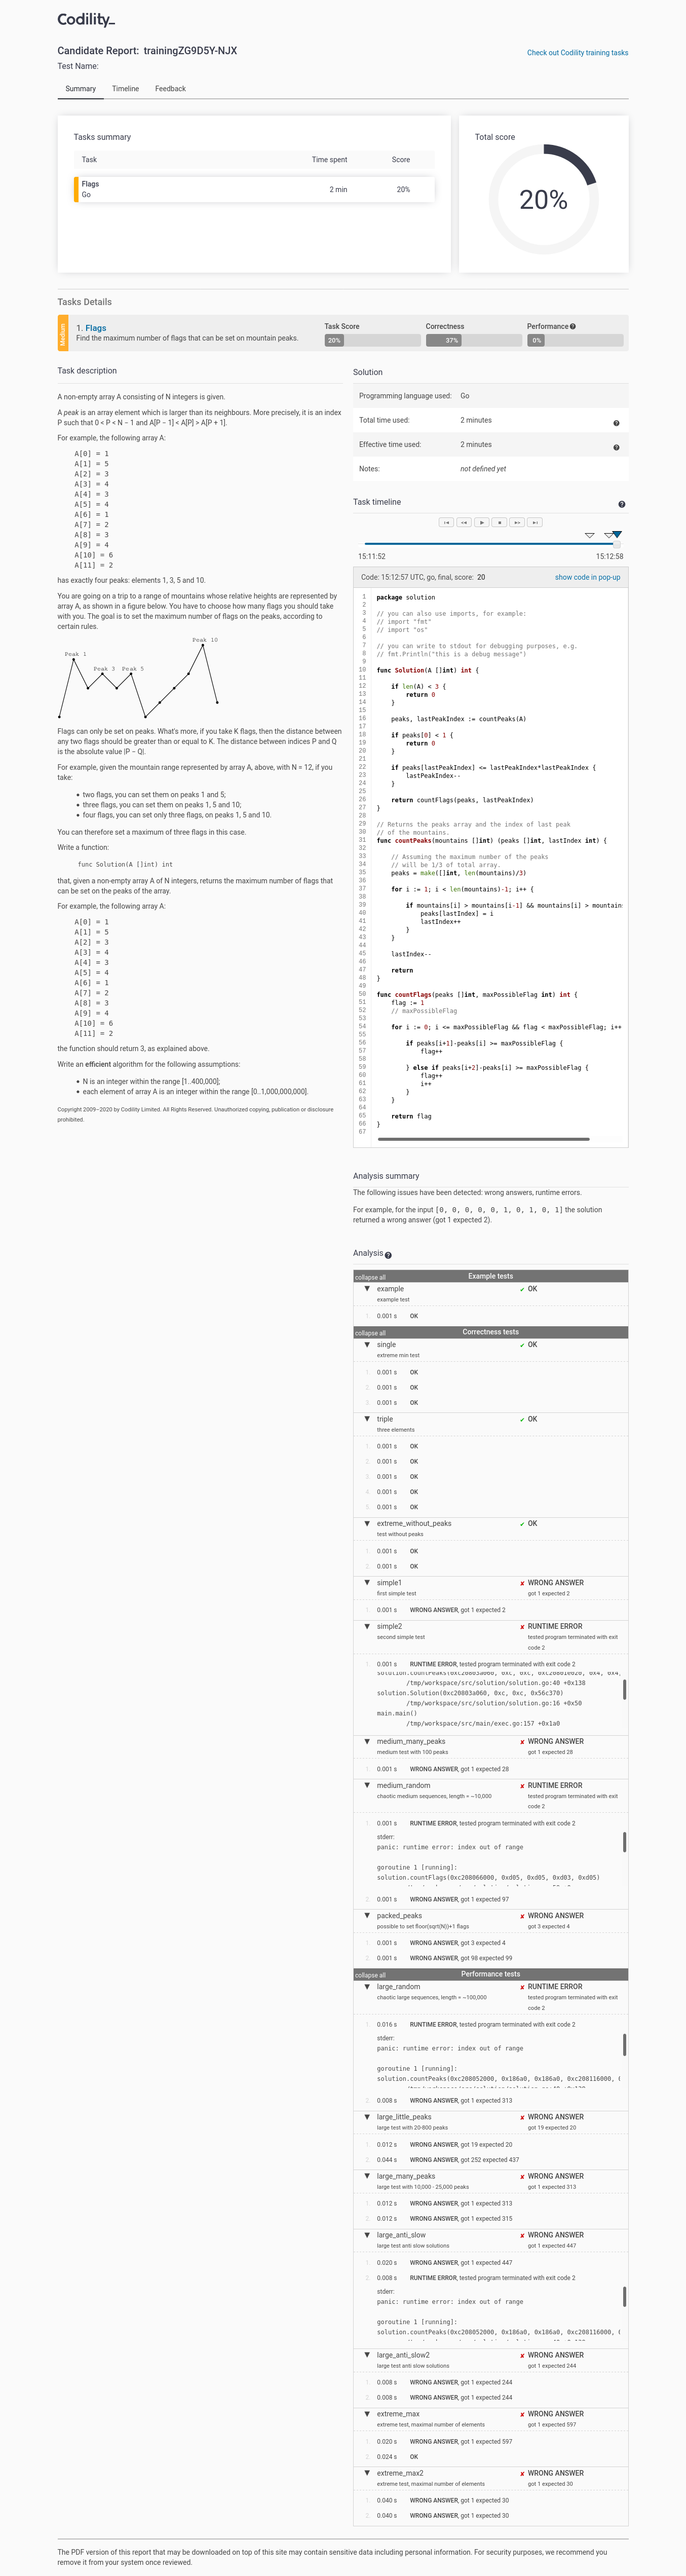 Codility_
Candidate Report: trainingZG9D5Y-NJX
Check out Codility training tasks
Test Name:
Summary Timeline Feedback
Tasks summary
Task Time spent Score
Flags
Go
2 min 20%
Total score
20%
Tasks Details
Medium
1. Flags
Find the maximum number of flags that can be set on mountain peaks.
Task Score
20%
Correctness
37%
Performance
0%
Task description
A non-empty array A consisting of N integers is given.
A peak is an array element which is larger than its neighbours. More precisely, it is an index
P such that 0 < P < N − 1 and A[P − 1] < A[P] > A[P + 1].
For example, the following array A:
A[0] = 1
A[1] = 5
A[2] = 3
A[3] = 4
A[4] = 3
A[5] = 4
A[6] = 1
A[7] = 2
A[8] = 3
A[9] = 4
A[10] = 6
A[11] = 2
has exactly four peaks: elements 1, 3, 5 and 10.
You are going on a trip to a range of mountains whose relative heights are represented by
array A, as shown in a figure below. You have to choose how many flags you should take
with you. The goal is to set the maximum number of flags on the peaks, according to
certain rules.
Peak 10
Peak 1
Peak 3 Peak 5
Flags can only be set on peaks. What's more, if you take K flags, then the distance between
any two flags should be greater than or equal to K. The distance between indices P and Q
is the absolute value |P − Q|.
For example, given the mountain range represented by array A, above, with N = 12, if you
take:
• two flags, you can set them on peaks 1 and 5;
• three flags, you can set them on peaks 1, 5 and 10;
• four flags, you can set only three flags, on peaks 1, 5 and 10.
You can therefore set a maximum of three flags in this case.
Write a function:
func Solution(A []int) int
that, given a non-empty array A of N integers, returns the maximum number of flags that
can be set on the peaks of the array.
For example, the following array A:
A[0] = 1
A[1] = 5
A[2] = 3
A[3] = 4
A[4] = 3
A[5] = 4
A[6] = 1
A[7] = 2
A[8] = 3
A[9] = 4
A[10] = 6
A[11] = 2
the function should return 3, as explained above.
Write an efficient algorithm for the following assumptions:
• N is an integer within the range [1..400,000];
• each element of array A is an integer within the range [0..1,000,000,000].
Copyright 2009–2020 by Codility Limited. All Rights Reserved. Unauthorized copying, publication or disclosure
prohibited.
Solution
Programming language used: Go
Total time used: 2 minutes
Effective time used: 2 minutes
Notes: not defined yet
Task timeline
15:11:52 15:12:58
Code: 15:12:57 UTC, go, final, score: 20 show code in pop-up
1 package solution
2
3 // you can also use imports, for example:
4 // import "fmt"
5 // import "os"
6
7 // you can write to stdout for debugging purposes, e.g.
8 // fmt.Println("this is a debug message")
9
10 func Solution(A []int) int {
11
12 if len(A) < 3 {
13 return 0
14 }
15
16 peaks, lastPeakIndex := countPeaks(A)
17
18 if peaks[0] < 1 {
19 return 0
20 }
21
22 if peaks[lastPeakIndex] <= lastPeakIndex*lastPeakIndex {
23 lastPeakIndex--
24 }
25
26 return countFlags(peaks, lastPeakIndex)
27 }
28
29 // Returns the peaks array and the index of last peak
30 // of the mountains.
31 func countPeaks(mountains []int) (peaks []int, lastIndex int) {
32
33 // Assuming the maximum number of the peaks
34 // will be 1/3 of total array.
35 peaks = make([]int, len(mountains)/3)
36
37 for i := 1; i < len(mountains)-1; i++ {
38
39 if mountains[i] > mountains[i-1] && mountains[i] > mountains
40 peaks[lastIndex] = i
41 lastIndex++
42 }
43 }
44
45 lastIndex--
46
47 return
48 }
49
50 func countFlags(peaks []int, maxPossibleFlag int) int {
51 flag := 1
52 // maxPossibleFlag
53
54 for i := 0; i <= maxPossibleFlag && flag < maxPossibleFlag; i++
55
56 if peaks[i+1]-peaks[i] >= maxPossibleFlag {
57 flag++
58
59 } else if peaks[i+2]-peaks[i] >= maxPossibleFlag {
60 flag++
61 i++
62 }
63 }
64
65 return flag
66 }
67
Analysis summary
The following issues have been detected: wrong answers, runtime errors.
For example, for the input [0, 0, 0, 0, 0, 1, 0, 1, 0, 1] the solution
returned a wrong answer (got 1 expected 2).
Analysis
collapse all Example tests
example ✔ OK
example test
1. 0.001 s OK
collapse all Correctness tests
single ✔ OK
extreme min test
1. 0.001 s OK
2. 0.001 s OK
3. 0.001 s OK
triple ✔ OK
three elements
1. 0.001 s OK
2. 0.001 s OK
3. 0.001 s OK
4. 0.001 s OK
5. 0.001 s OK
extreme_without_peaks ✔ OK
test without peaks
1. 0.001 s OK
2. 0.001 s OK
simple1 ✘ WRONG ANSWER
first simple test got 1 expected 2
1. 0.001 s WRONG ANSWER, got 1 expected 2
simple2 ✘ RUNTIME ERROR
second simple test tested program terminated with exit
code 2
1. 0.001 s RUNTIME ERROR, tested program terminated with exit code 2
/tmp/workspace/src/solution/solution.go:40 +0x138
solution.Solution(0xc20803a060, 0xc, 0xc, 0x56c370)
/tmp/workspace/src/solution/solution.go:16 +0x50
main.main()
/tmp/workspace/src/main/exec.go:157 +0x1a0
medium_many_peaks ✘ WRONG ANSWER
medium test with 100 peaks got 1 expected 28
1. 0.001 s WRONG ANSWER, got 1 expected 28
medium_random ✘ RUNTIME ERROR
chaotic medium sequences, length = ~10,000 tested program terminated with exit
code 2
1. 0.001 s RUNTIME ERROR, tested program terminated with exit code 2
stderr:
panic: runtime error: index out of range
goroutine 1 [running]:
solution.countFlags(0xc208066000, 0xd05, 0xd05, 0xd03, 0xd05)
2. 0.001 s WRONG ANSWER, got 1 expected 97
packed_peaks ✘ WRONG ANSWER
possible to set floor(sqrt(N))+1 flags got 3 expected 4
1. 0.001 s WRONG ANSWER, got 3 expected 4
2. 0.001 s WRONG ANSWER, got 98 expected 99
collapse all Performance tests
large_random ✘ RUNTIME ERROR
chaotic large sequences, length = ~100,000 tested program terminated with exit
code 2
1. 0.016 s RUNTIME ERROR, tested program terminated with exit code 2
stderr:
panic: runtime error: index out of range
goroutine 1 [running]:
solution.countPeaks(0xc208052000, 0x186a0, 0x186a0, 0xc208116000,
2. 0.008 s WRONG ANSWER, got 1 expected 313
large_little_peaks ✘ WRONG ANSWER
large test with 20-800 peaks got 19 expected 20
1. 0.012 s WRONG ANSWER, got 19 expected 20
2. 0.044 s WRONG ANSWER, got 252 expected 437
large_many_peaks ✘ WRONG ANSWER
large test with 10,000 - 25,000 peaks got 1 expected 313
1. 0.012 s WRONG ANSWER, got 1 expected 313
2. 0.012 s WRONG ANSWER, got 1 expected 315
large_anti_slow ✘ WRONG ANSWER
large test anti slow solutions got 1 expected 447
1. 0.020 s WRONG ANSWER, got 1 expected 447
2. 0.008 s RUNTIME ERROR, tested program terminated with exit code 2
stderr:
panic: runtime error: index out of range
goroutine 1 [running]:
solution.countPeaks(0xc208052000, 0x186a0, 0x186a0, 0xc208116000,
large_anti_slow2 ✘ WRONG ANSWER
large test anti slow solutions got 1 expected 244
1. 0.008 s WRONG ANSWER, got 1 expected 244
2. 0.008 s WRONG ANSWER, got 1 expected 244
extreme_max ✘ WRONG ANSWER
extreme test, maximal number of elements got 1 expected 597
1. 0.020 s WRONG ANSWER, got 1 expected 597
2. 0.024 s OK
extreme_max2 ✘ WRONG ANSWER
extreme test, maximal number of elements got 1 expected 30
1. 0.040 s WRONG ANSWER, got 1 expected 30
2. 0.040 s WRONG ANSWER, got 1 expected 30
The PDF version of this report that may be downloaded on top of this site may contain sensitive data including personal information. For security purposes, we recommend you
remove it from your system once reviewed.